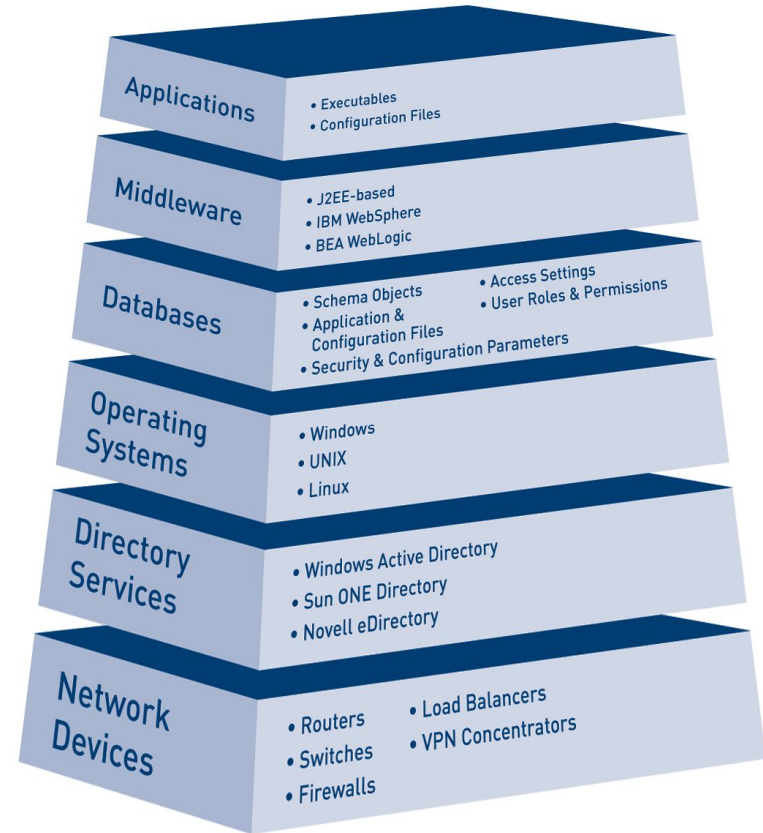 Applications
• Executables
• Configuration Files
Middleware
• J2EE-based
• IBM WebSphere
• BEA WebLogic
Databases
• Schema Objects
• Application &
Configuration Files
• Security & Configuration Parameters
• Access Settings
• User Roles & Permissions
Operating
Systems
• Windows
• UNIX
• Linux
Directory
Services
• Windows Active Directory
• Sun ONE Directory
• Novell eDirectory
Network
Devices
• Routers
• Switches
• Firewalls
• Load Balancers
• VPN Concentrators